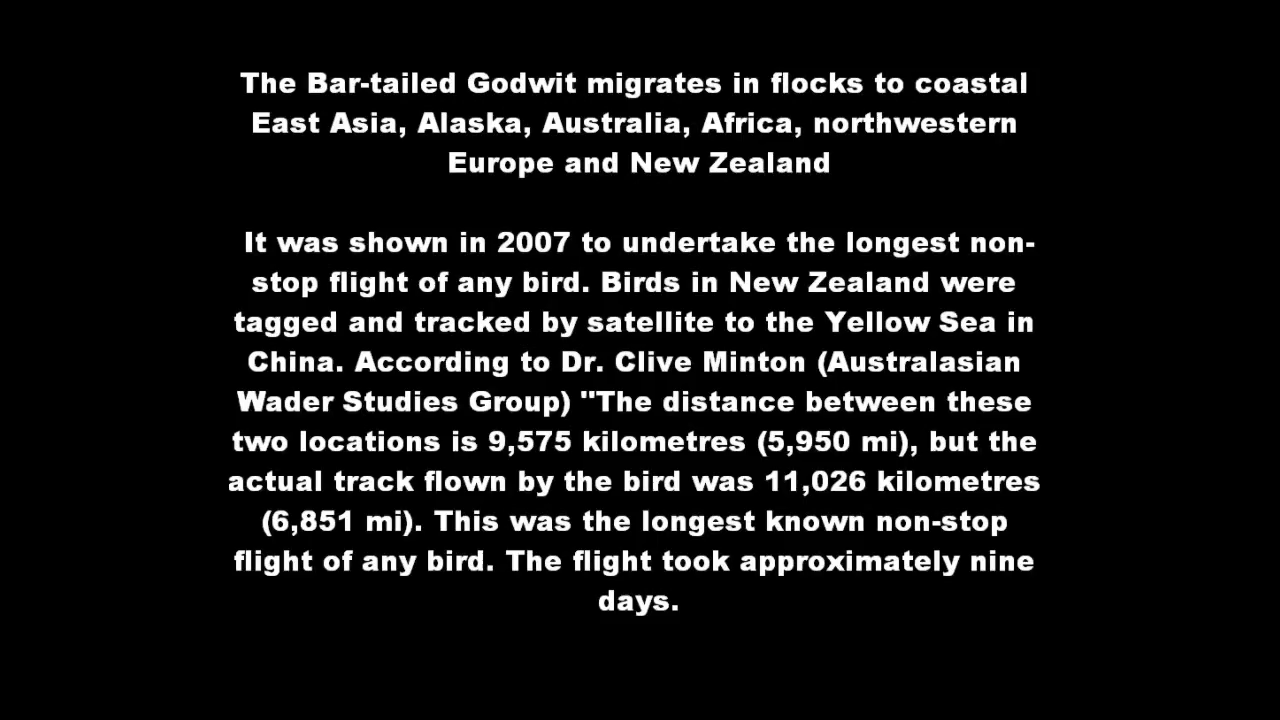 The Bar-tailed Godwit migrates in flocks to coastal
East Asia, Alaska, Australia, Africa, northwestern
Europe and New Zealand
It was shown in 2007 to undertake the longest non-
stop flight of any bird. Birds in New Zealand were
tagged and tracked by satellite to the Yellow Sea in
China. According to Dr. Clive Minton (Australasian
Wader Studies Group) "The distance between these
two locations is 9,575 kilometres (5,950 mi), but the
actual track flown by the bird was 11,026 kilometres
(6,851 mi). This was the longest known non-stop
flight of any bird. The flight took approximately nine
days.